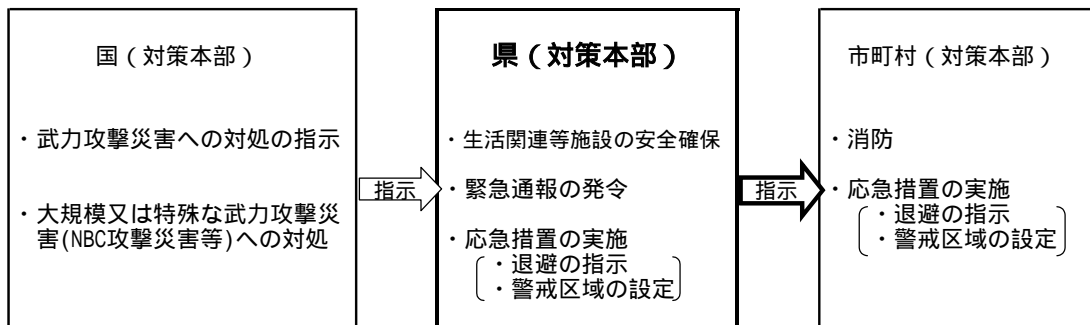 国（対策本部）
・武力攻撃災害への対処の指示
・大規模又は特殊な武力攻撃災
害(NBC攻撃災害等)への対処
指示
県（対策本部）
・生活関連等施設の安全確保
・緊急通報の発令
・応急措置の実施
・退避の指示
・警戒区域の設定
指示
市町村（対策本部）
・消防
・応急措置の実施
・退避の指示
・警戒区域の設定